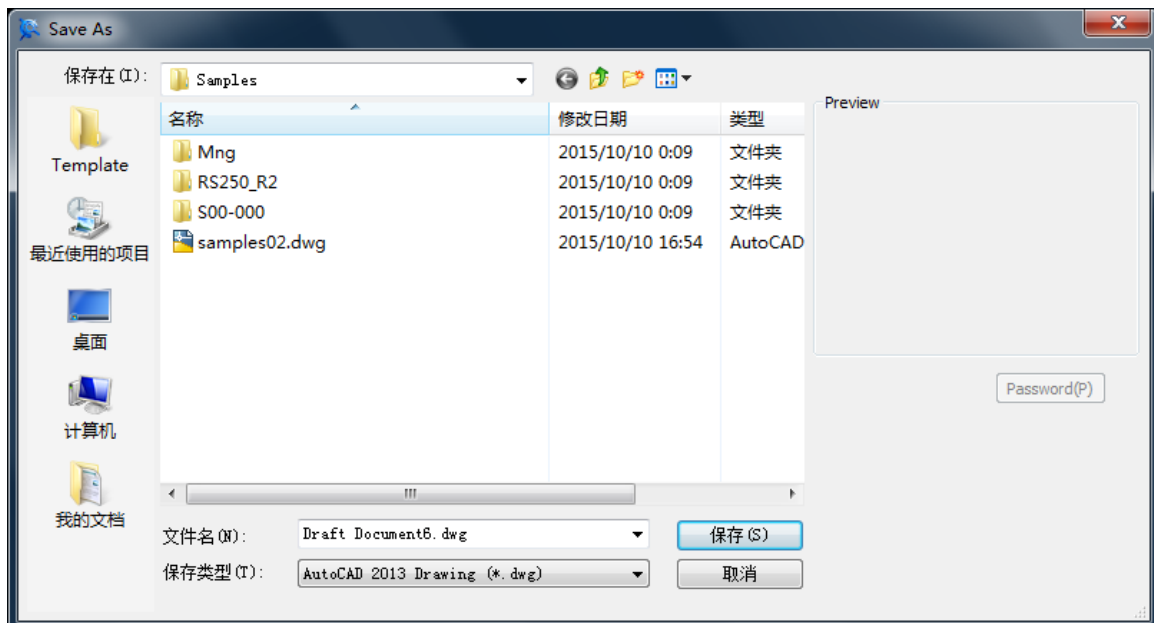 Save As
保存在(I):
Samples
Preview
名称
修改日期
类型
Template
最近使用的项目
桌面
计算机
我的文档
Mng
2015/10/10 0:09
文件夹
RS250_R2
2015/10/10 0:09
文件夹
S00-000
2015/10/10 0:09
文件夹
samples02.dwg
2015/10/10 16:54
AutoCAD
Password(P)
文件名(N):
Draft Document6.dwg
保存(S)
保存类型(T):
AutoCAD 2013 Drawing (*.dwg)
取消